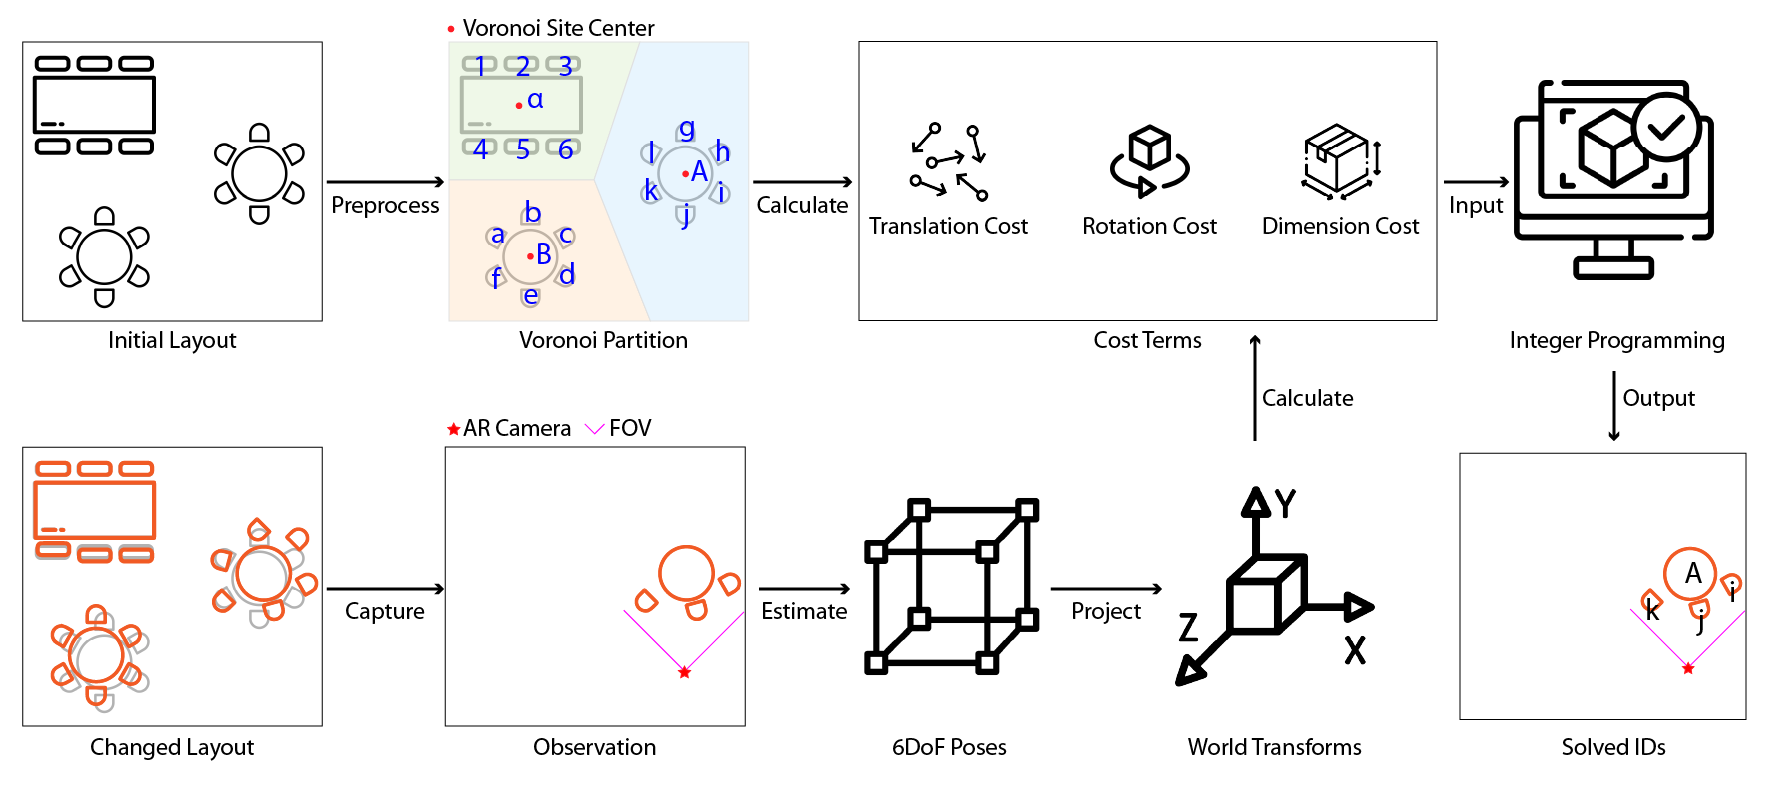 Voronoi Site Center
1 2 3
α
4 5 6
g
l h
A
k i
j
b
a c
B
f d
e
Preprocess
Calculate
Translation Cost
Rotation Cost
Dimension Cost
Input
Initial Layout
Voronoi Partition
Cost Terms
Integer Programming
Calculate
Output
AR Camera
FOV
Capture
Estimate
Project
Y
Z
X
A
i
k
j
Changed Layout
Observation
6DoF Poses
World Transforms
Solved IDs